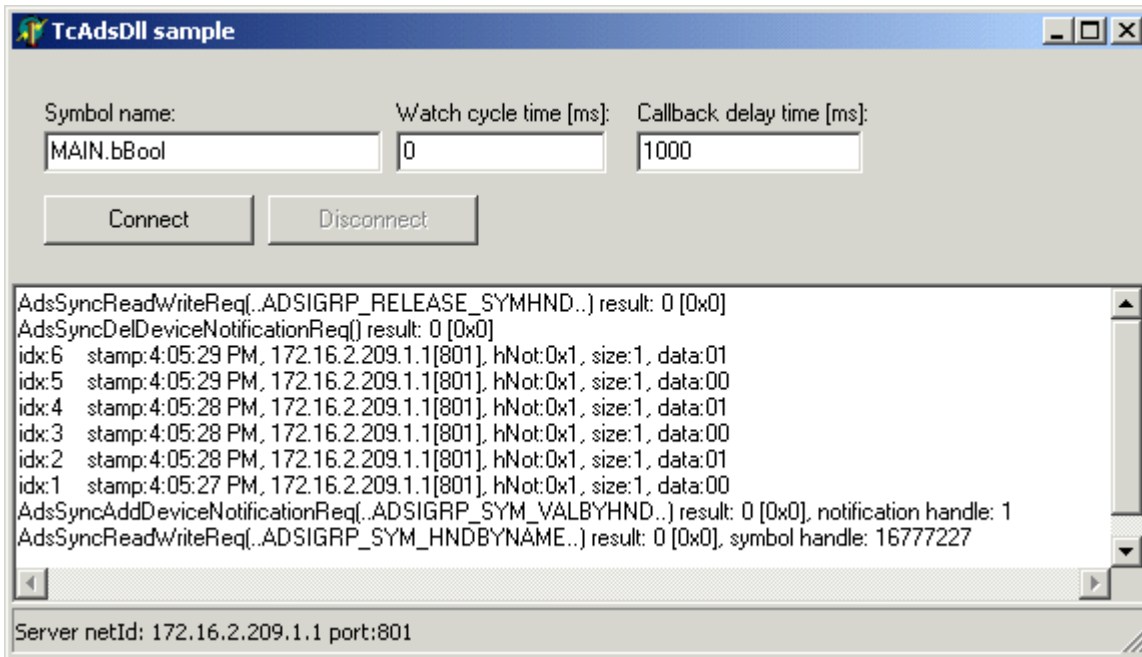 TcAdsDll sample
Symbol name: Watch cycle time [ms]: Callback delay time [ms]:
MAIN.bBool 0 1000
Connect Disconnect
AdsSyncReadWriteReq(..ADSIGRP_RELEASE_SYMHND..) result: 0 [0x0]
AdsSyncDelDeviceNotificationReq() result: 0 [0x0]
idx:6 stamp:4:05:29 PM, 172.16.2.209.1.1[801], hNot:0x1, size:1, data:01
idx:5 stamp:4:05:29 PM, 172.16.2.209.1.1[801], hNot:0x1, size:1, data:00
idx:4 stamp:4:05:28 PM, 172.16.2.209.1.1[801], hNot:0x1, size:1, data:01
idx:3 stamp:4:05:28 PM, 172.16.2.209.1.1[801], hNot:0x1, size:1, data:00
idx:2 stamp:4:05:28 PM, 172.16.2.209.1.1[801], hNot:0x1, size:1, data:01
idx:1 stamp:4:05:27 PM, 172.16.2.209.1.1[801], hNot:0x1, size:1, data:00
AdsSyncAddDeviceNotificationReq(..ADSIGRP_SYM_VALBYHND..) result: 0 [0x0], notification handle: 1
AdsSyncReadWriteReq(..ADSIGRP_SYM_HNDBYNAME..) result: 0 [0x0], symbol handle: 16777227
Server netId: 172.16.2.209.1.1 port:801